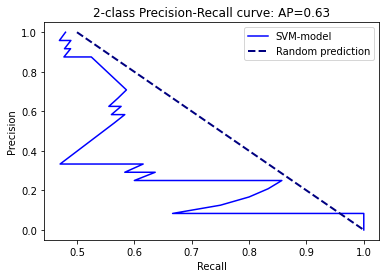 2-class Precision-Recall curve: AP=0.63
SVM-model
Random prediction
Precision
1.0
0.8
0.6
0.4
0.2
0.0
0.5 0.6 0.7 0.8 0.9 1.0
Recall